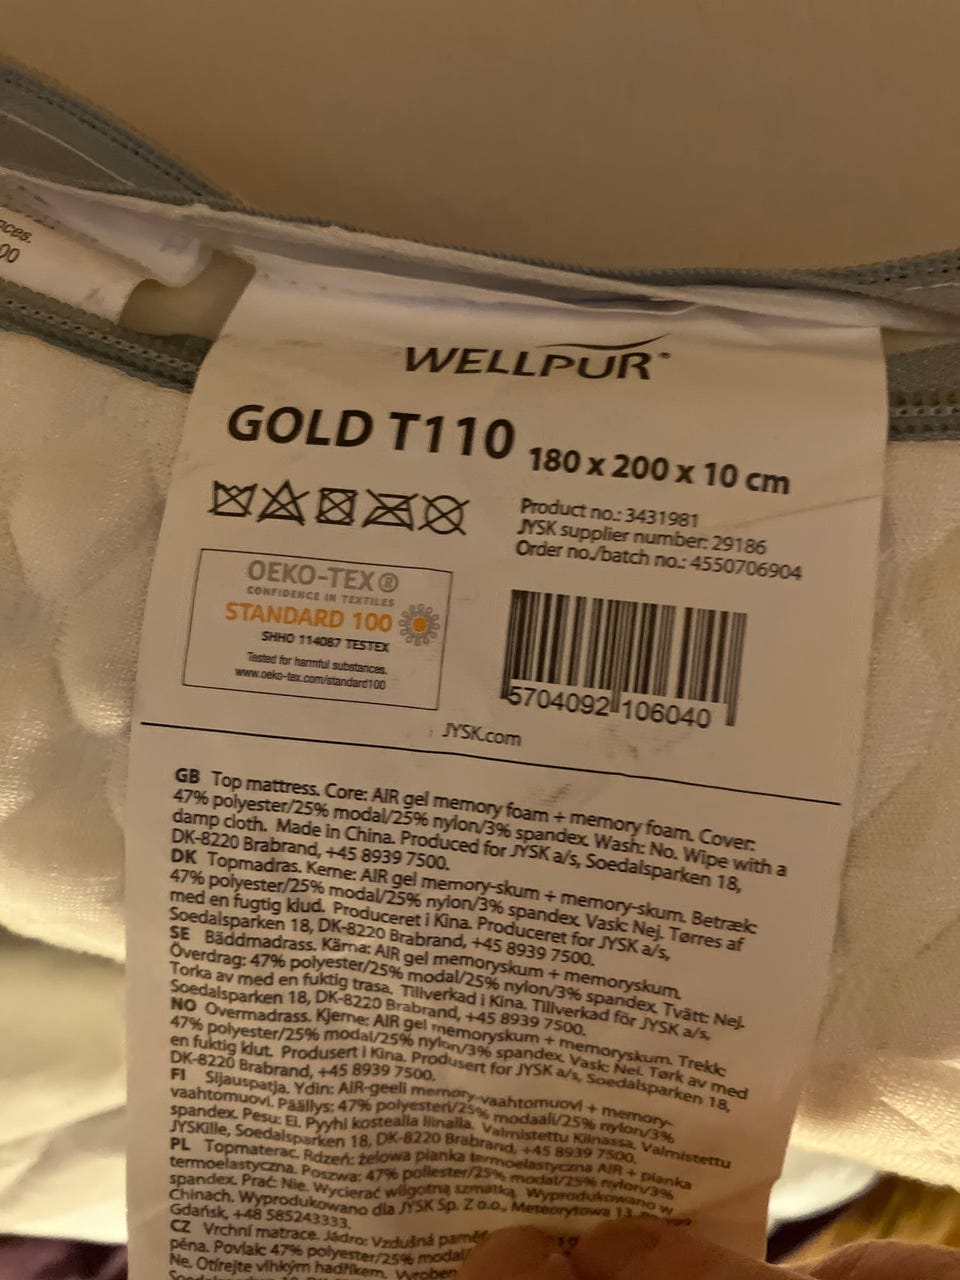 00
WELLPUR®
GOLD T110 180 x 200 x 10 cm
Product no.: 3431981
JYSK supplier number: 29186
Order no./batch no.: 4550706904
OEKO-TEX®
CONFIDENCE IN TEXTILES
STANDARD 100
SHHO 114087 TESTEX
Tested for harmful substances.
www.oeko-tex.com/standard100
5704092 106040
JYSK.com
GB Top mattress. Core: AIR gel memory foam + memory foam. Cover:
47% polyester/25% modal/25% nylon/3% spandex. Wash: No. Wipe with a
damp cloth. Made in China. Produced for JYSK a/s, Soedalsparken 18,
DK-8220 Brabrand, +45 8939 7500.
DK Topmadras. Kerne: AIR gel memory-skum + memory-skum. Betræk:
47% polyester/25% modal/25% nylon/3% spandex. Vask: Nej. Tørres af
med en fugtig klud. Produceret i Kina. Produceret for JYSK a/s,
Soedalsparken 18, DK-8220 Brabrand, +45 8939 7500.
SE Bäddmadrass. Kärna: AIR gel memoryskum + memoryskum.
Överdrag: 47% polyester/25% modal/25% nylon/3% spandex. Tvätt: Nej.
Torka av med en fuktig trasa. Tillverkad i Kina. Tillverkad för JYSK a/s,
Soedalsparken 18, DK-8220 Brabrand, +45 8939 7500.
NO Overmadrass. Kjerne: AIR gel memoryskum + memoryskum. Trekk:
47% polyester/25% modal/25% nylon/3% spandex. Vask: Nei. Tørk av med
en fuktig klut. Produsert i Kina. Produsert for JYSK a/s, Soedalsparken 18,
DK-8220 Brabrand, +45 8939 7500.
FI Sijauspatja. Ydin: AIR-geeli memory-vaahtomuovi + memory-
vaahtomuovi. Päällys: 47% polyesteri/25% modaali/25% nylon/3%
spandex. Pesu: Ei. Pyyhi kostealla liinalla. Valmistettu Kiinassa. Valmistettu
JYSKille, Soedalsparken 18, DK-8220 Brabrand, +45 8939 7500.
PL Topmaterac. Rdzeń: żelowa pianka termoelastyczna AIR + pianka
termoelastyczna. Poszwa: 47% poliester/25% modal/25% nylon/3%
spandex. Prać: Nie. Wycierać wilgotną szmatką. Wyprodukowano w
Chinach. Wyprodukowano dla JYSK Sp. Z o.o., Meteorytowa 13,
Gdańsk, +48 585243333.
CZ Vrchní matrace. Jádro: Vzdušná
pěna. Povlak: 47% polyester/25% modal/
Ne. Otírejte vlhkým hadříkem. Vyroben